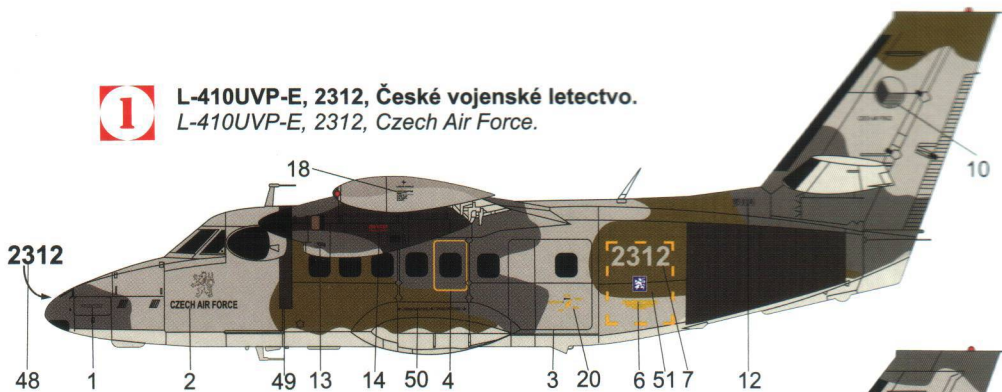 1
L-410UVP-E, 2312, České vojenské letectvo.
L-410UVP-E, 2312, Czech Air Force.
18
10
2312
2312
CZECH AIR FORCE
48 1 2 49 13 14 50 4 3 20 6 51 7 12